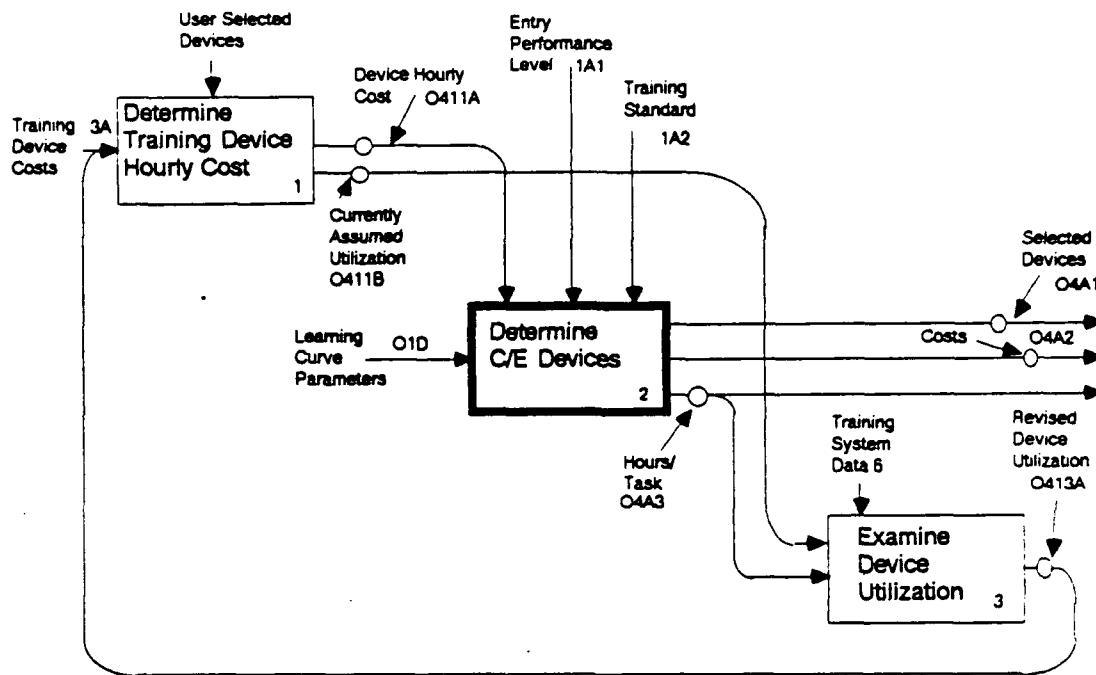 User Selected
Devices
Entry
Performance
Level 1A1
Device Hourly
Cost O411A
Training
Standard
1A2
Training 3A
Device
Costs
Determine
Training Device
Hourly Cost
1
Currently
Assumed
Utilization
O411B
Selected
Devices
O4A1
Learning
Curve
Parameters
O1D
Determine
C/E Devices
2
Costs O4A2
Hours/
Task
O4A3
Training
System
Data 6
Revised
Device
Utilization
O413A
Examine
Device
Utilization
3